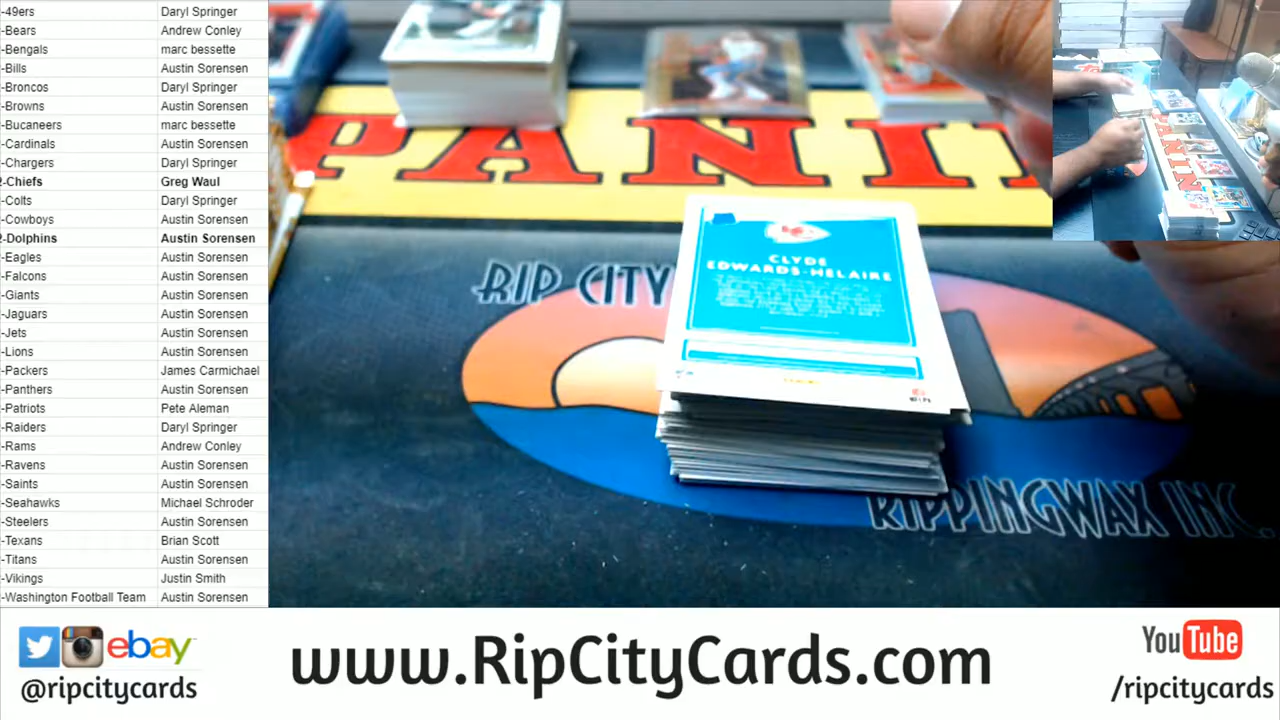 -49ers Daryl Springer
-Bears Andrew Conley
-Bengals marc bessette
-Bills Austin Sorensen
-Broncos Daryl Springer
-Browns Austin Sorensen
-Bucaneers marc bessette
-Cardinals Austin Sorensen
-Chargers Daryl Springer
2-Chiefs Greg Waul
-Colts Daryl Springer
-Cowboys Austin Sorensen
2-Dolphins Austin Sorensen
-Eagles Austin Sorensen
-Falcons Austin Sorensen
-Giants Austin Sorensen
-Jaguars Austin Sorensen
-Jets Austin Sorensen
-Lions Austin Sorensen
-Packers James Carmichael
-Panthers Austin Sorensen
-Patriots Pete Aleman
-Raiders Daryl Springer
-Rams Andrew Conley
-Ravens Austin Sorensen
-Saints Austin Sorensen
-Seahawks Michael Schroder
-Steelers Austin Sorensen
-Texans Brian Scott
-Titans Austin Sorensen
-Vikings Justin Smith
-Washington Football Team Austin Sorensen
PANINI
RIP CITY
CLYDE
EDWARDS-HELAIRE
RIPPINGWAX INC.
ebay
@ripcitycards
www.RipCityCards.com
YouTube
/ripcitycards